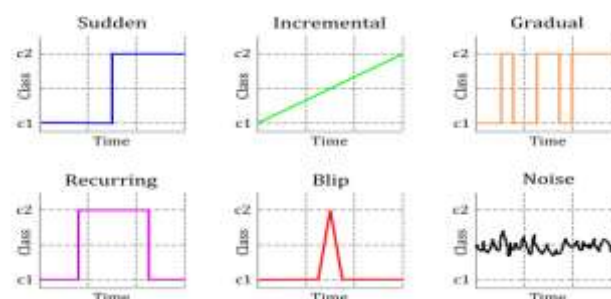 Sudden Incremental Gradual
c2 c2 c2
Class Class Class
c1 c1 c1
Time Time Time
Recurring Blip Noise
c2 c2 c2
Class Class Class
c1 c1 c1
Time Time Time